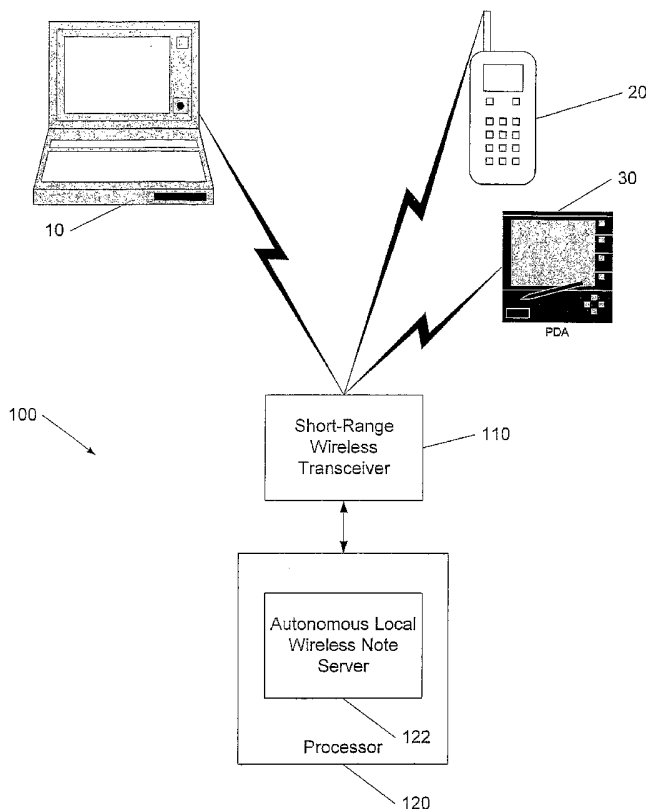 20
10
30
PDA
100
Short-Range
Wireless
Transceiver
110
Autonomous Local
Wireless Note
Server
122
Processor
120